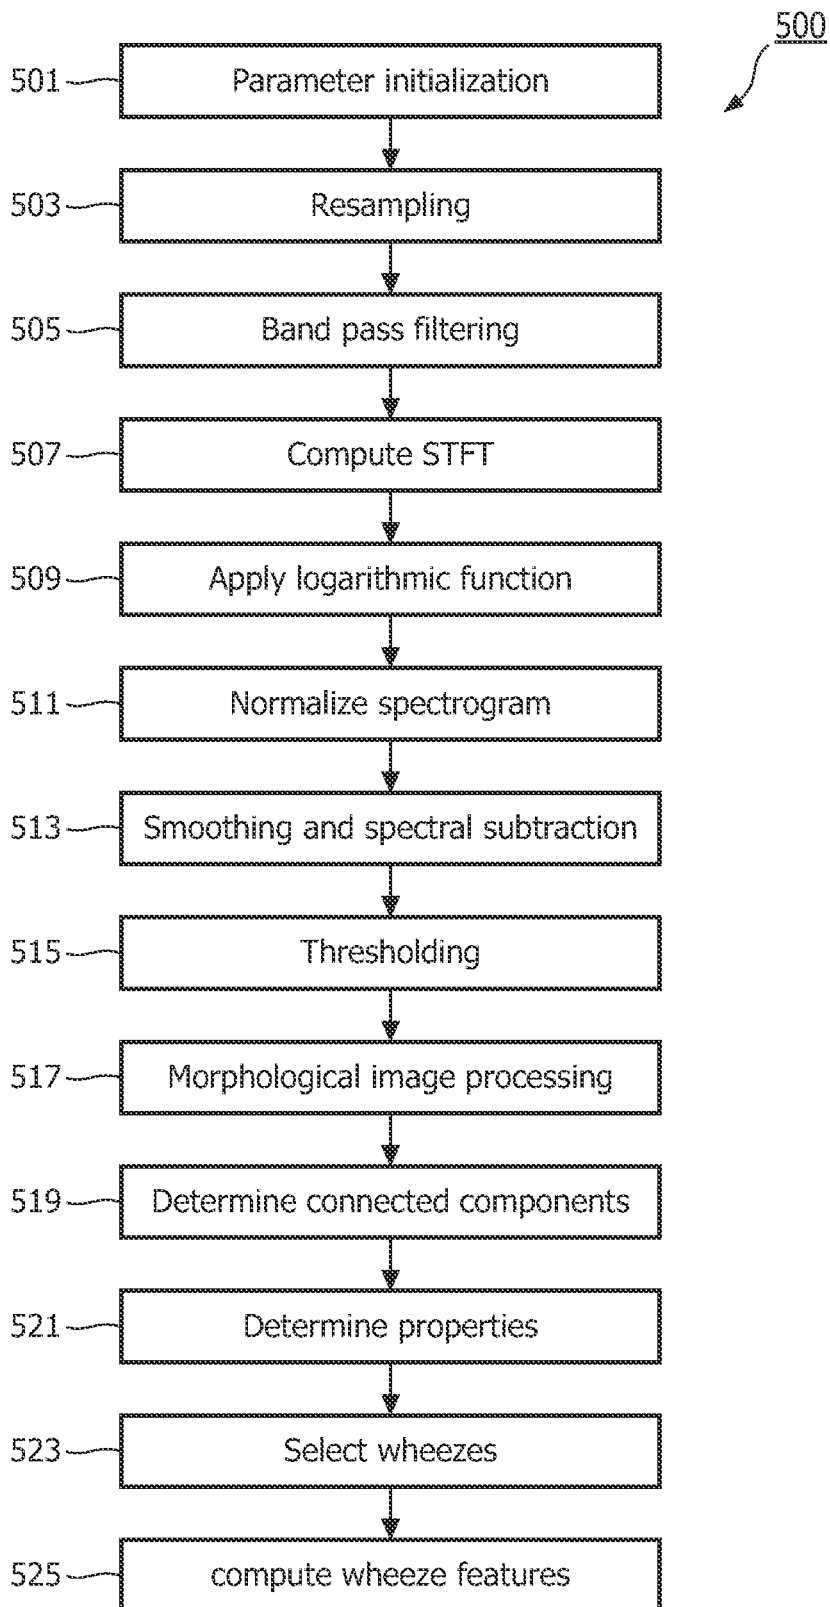 500
501 Parameter initialization
503 Resampling
505 Band pass filtering
507 Compute STFT
509 Apply logarithmic function
511 Normalize spectrogram
513 Smoothing and spectral subtraction
515 Thresholding
517 Morphological image processing
519 Determine connected components
521 Determine properties
523 Select wheezes
525 compute wheeze features